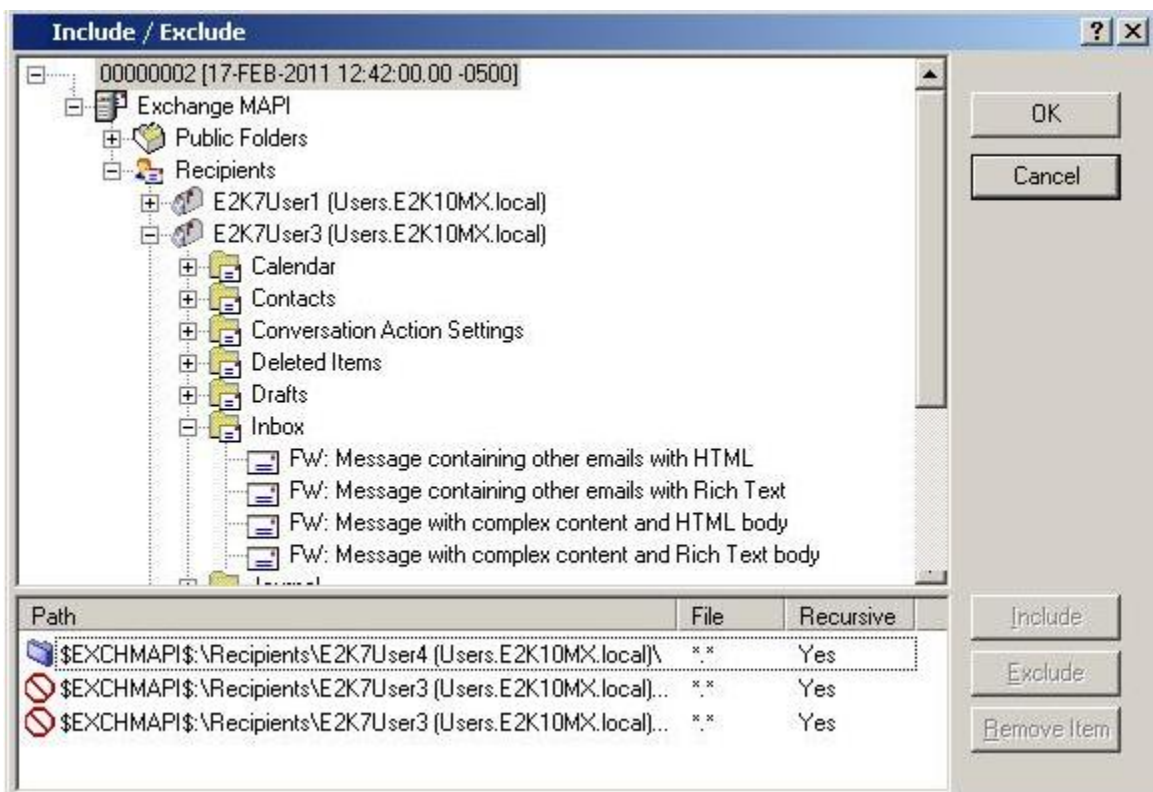 Include / Exclude
00000002 [17-FEB-2011 12:42:00.00 -0500]
Exchange MAPI
Public Folders
Recipients
E2K7User1 (Users.E2K10MX.local)
E2K7User3 (Users.E2K10MX.local)
Calendar
Contacts
Conversation Action Settings
Deleted Items
Drafts
Inbox
FW: Message containing other emails with HTML
FW: Message containing other emails with Rich Text
FW: Message with complex content and HTML body
FW: Message with complex content and Rich Text body
Journal
OK
Cancel
Path File Recursive
$EXCHMAPI$:\Recipients\E2K7User4 (Users.E2K10MX.local)\ *.* Yes
$EXCHMAPI$:\Recipients\E2K7User3 (Users.E2K10MX.local)... *.* Yes
$EXCHMAPI$:\Recipients\E2K7User3 (Users.E2K10MX.local)... *.* Yes
Include
Exclude
Remove Item